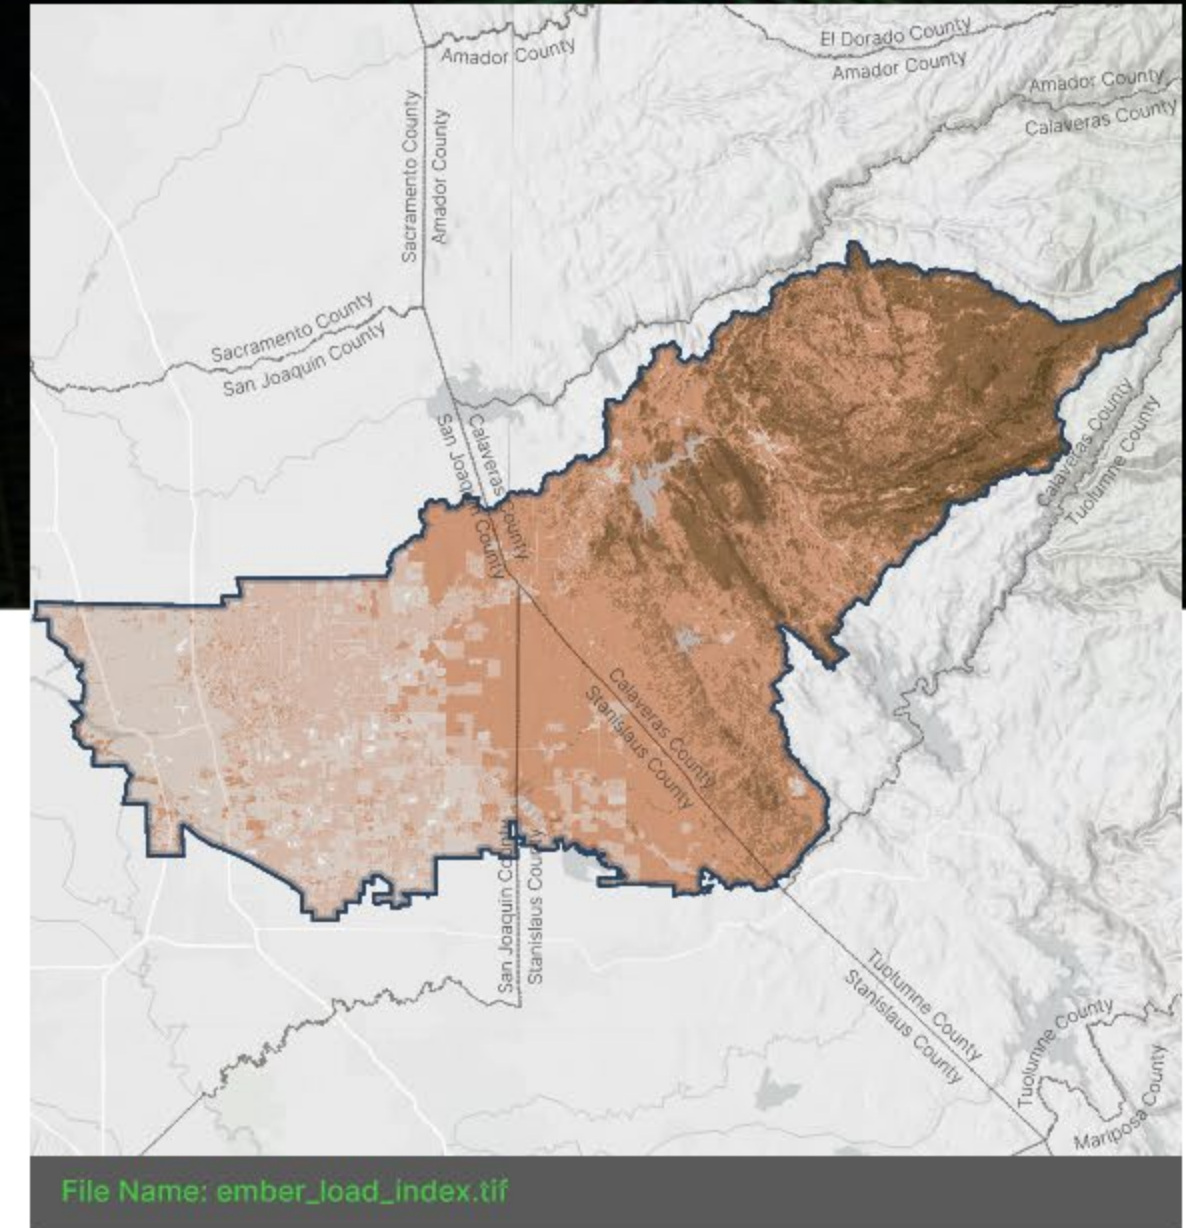 El Dorado County
Amador County
Amador County
Amador County
Calaveras County
Sacramento County
Amador County
Sacramento County
San Joaquin County
San Joaquin County
Calaveras County
Calaveras County
Tuolumne County
Calaveras County
Stanislaus County
San Joaquin County
Stanislaus County
Tuolumne County
Stanislaus County
Tuolumne County
Mariposa County
File Name: ember_load_index.tif